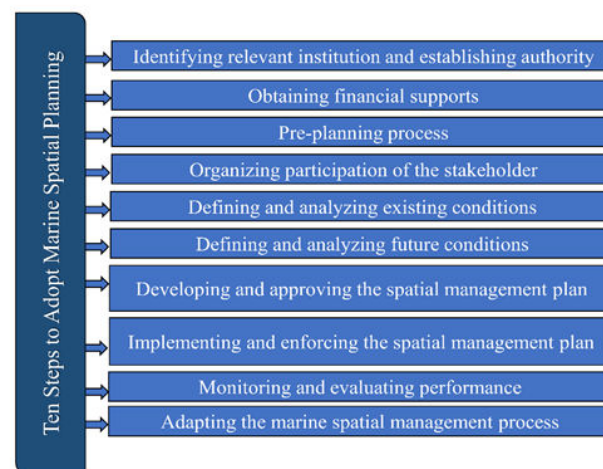 Ten Steps to Adopt Marine Spatial Planning
Identifying relevant institution and establishing authority
Obtaining financial supports
Pre-planning process
Organizing participation of the stakeholder
Defining and analyzing existing conditions
Defining and analyzing future conditions
Developing and approving the spatial management plan
Implementing and enforcing the spatial management plan
Monitoring and evaluating performance
Adapting the marine spatial management process